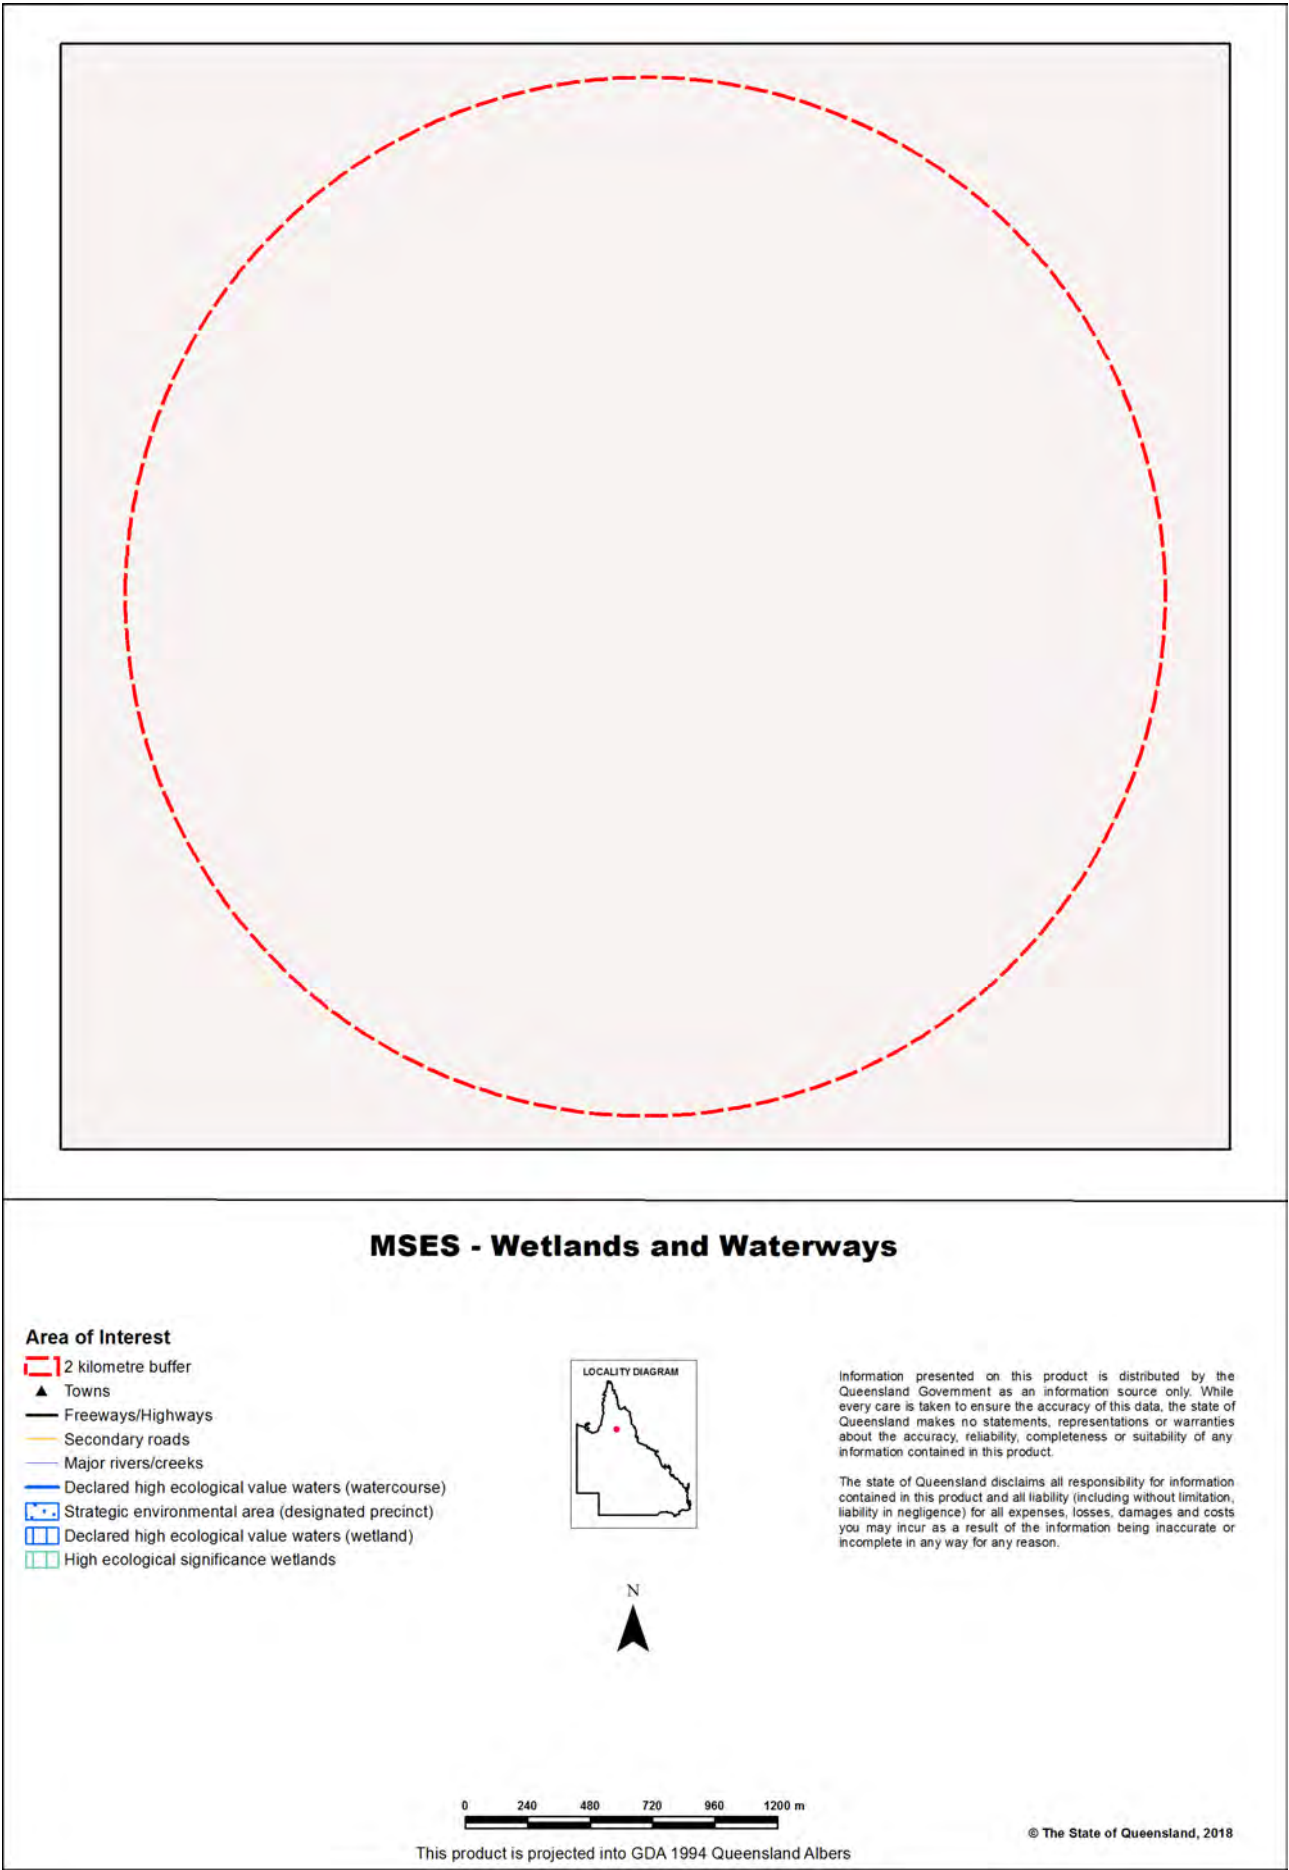 MSES - Wetlands and Waterways
Area of Interest
2 kilometre buffer
Towns
Freeways/Highways
Secondary roads
Major rivers/creeks
Declared high ecological value waters (watercourse)
Strategic environmental area (designated precinct)
Declared high ecological value waters (wetland)
High ecological significance wetlands
LOCALITY DIAGRAM
Information presented on this product is distributed by the
Queensland Government as an information source only. While
every care is taken to ensure the accuracy of this data, the state of
Queensland makes no statements, representations or warranties
about the accuracy, reliability, completeness or suitability of any
information contained in this product.
The state of Queensland disclaims all responsibility for information
contained in this product and all liability (including without limitation,
liability in negligence) for all expenses, losses, damages and costs
you may incur as a result of the information being inaccurate or
incomplete in any way for any reason.
N
0 240 480 720 960 1200 m
This product is projected into GDA 1994 Queensland Albers
© The State of Queensland, 2018